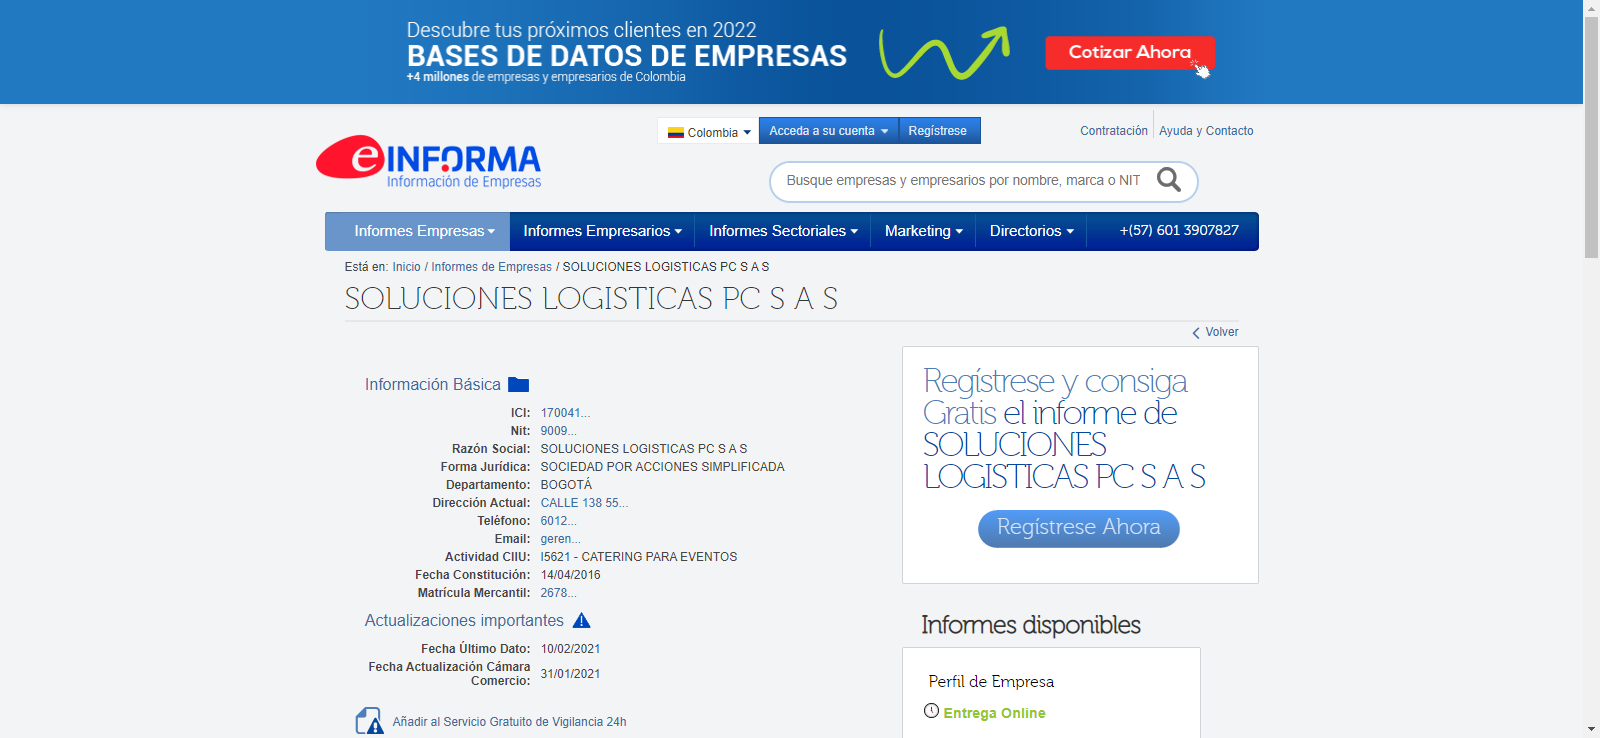 Descubre tus próximos clientes en 2022
BASES DE DATOS DE EMPRESAS
+4 millones de empresas y empresarios de Colombia
Cotizar Ahora
Colombia
Acceda a su cuenta
Regístrese
Contratación
Ayuda y Contacto
eINFORMA
Información de Empresas
Busque empresas y empresarios por nombre, marca o NIT
Informes Empresas
Informes Empresarios
Informes Sectoriales
Marketing
Directorios
+(57) 601 3907827
Está en: Inicio / Informes de Empresas / SOLUCIONES LOGISTICAS PC S A S
SOLUCIONES LOGISTICAS PC S A S
Volver
Información Básica
ICI: 170041...
Nit: 9009...
Razón Social: SOLUCIONES LOGISTICAS PC S A S
Forma Jurídica: SOCIEDAD POR ACCIONES SIMPLIFICADA
Departamento: BOGOTÁ
Dirección Actual: CALLE 138 55...
Teléfono: 6012...
Email: geren...
Actividad CIIU: I5621 - CATERING PARA EVENTOS
Fecha Constitución: 14/04/2016
Matrícula Mercantil: 2678...
Actualizaciones importantes
Fecha Último Dato: 10/02/2021
Fecha Actualización Cámara
Comercio: 31/01/2021
Añadir al Servicio Gratuito de Vigilancia 24h
Regístrese y consiga
Gratis el informe de
SOLUCIONES
LOGISTICAS PC S A S
Regístrese Ahora
Informes disponibles
Perfil de Empresa
Entrega Online